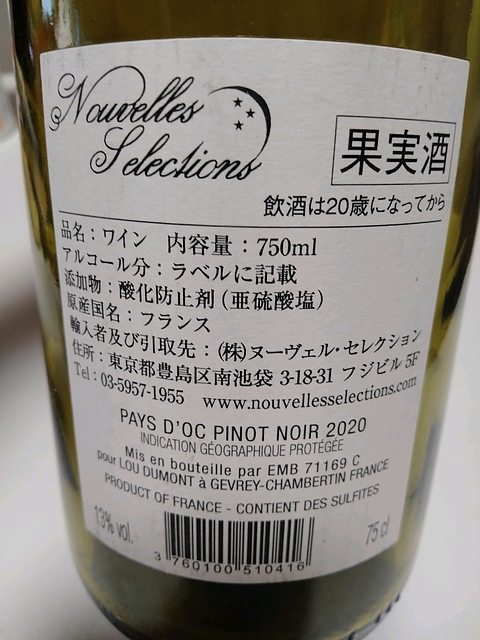 Nouvelles
Selections
果実酒
飲酒は20歳になってから
品名：ワイン 内容量：750ml
アルコール分：ラベルに記載
添加物：酸化防止剤（亜硫酸塩）
原産国名：フランス
輸入者及び引取先：(株)ヌーヴェル・セレクション
住所：東京都豊島区南池袋 3-18-31 フジビル 5F
Tel：03-5957-1955 www.nouvellesselections.com
PAYS D'OC PINOT NOIR 2020
INDICATION GÉOGRAPHIQUE PROTÉGÉE
Mis en bouteille par EMB 71169 C
pour LOU DUMONT à GEVREY-CHAMBERTIN FRANCE
PRODUCT OF FRANCE - CONTIENT DES SULFITES
13% vol.
75 cl
3 760100 510416